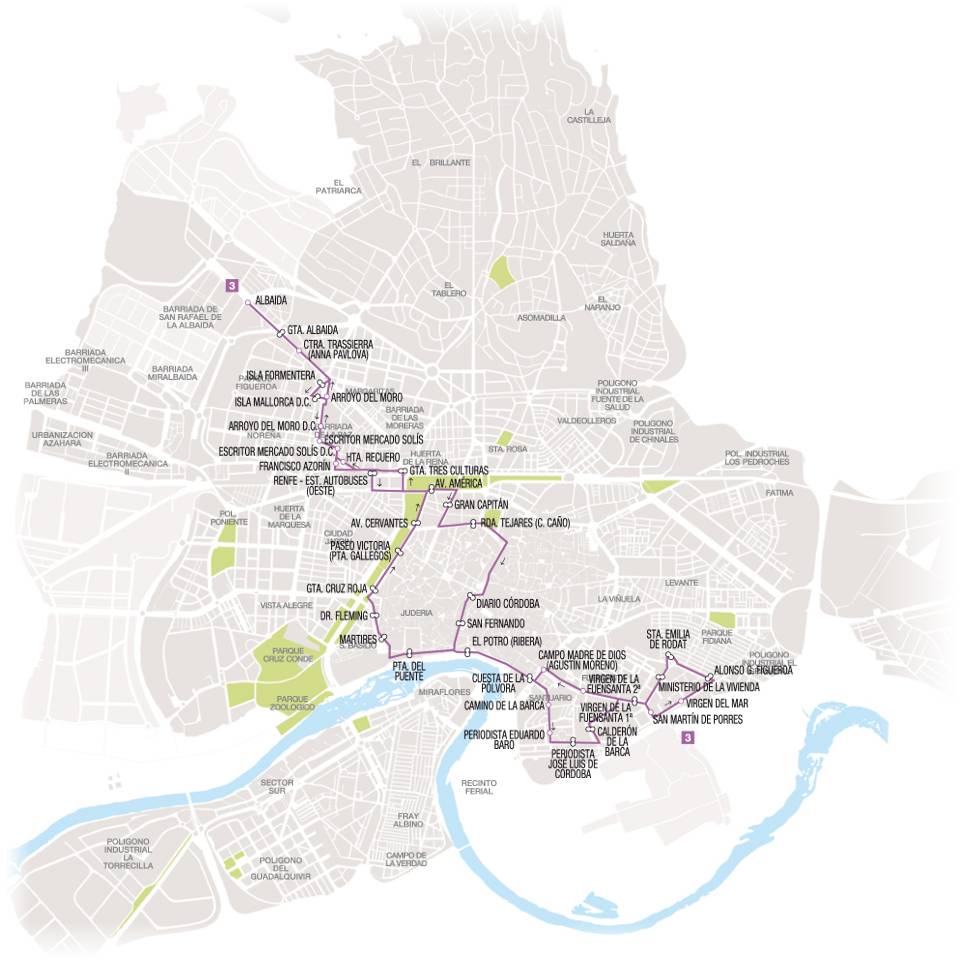 LA
CASTILLEJA
EL BRILLANTE
EL
PATRIARCA
HUERTA
SALDAÑA
EL
TABLERO
EL
NARANJO
ASOMADILLA
3
ALBAIDA
BARRIADA DE
SAN RAFAEL DE
LA ALBAIDA
GTA. ALBAIDA
CTRA. TRASSIERRA
(ANNA PAVLOVA)
BARRIADA
ELECTROMECANICA
III
BARRIADA
MIRALBAIDA
ISLA FORMENTERA
FIGUEROA
BARRIADA
DE LAS
PALMERAS
ISLA MALLORCA D.C.
MARGARITAS
ARROYO DEL MORO
BARRIADA
DE LAS
MORERAS
POLIGONO
INDUSTRIAL
FUENTE DE LA
SALUD
VALDEOLLEROS
POLIGONO
INDUSTRIAL
DE CHINALES
URBANIZACION
AZAHARA
ARROYO DEL MORO D.C.
NOREÑA
ESCRITOR MERCADO SOLÍS
ESCRITOR MERCADO SOLÍS D.C.
HTA. RECUERO
HUERTA
DE LA REINA
STA. ROSA
BARRIADA
ELECTROMECANICA
II
FRANCISCO AZORÍN
GTA. TRES CULTURAS
POL. INDUSTRIAL
LOS PEDROCHES
RENFE - EST. AUTOBUSES
(OESTE)
AV. AMÉRICA
FATIMA
GRAN CAPITÁN
POL.
PONIENTE
HUERTA
DE LA
MARQUESA
AV. CERVANTES
RDA. TEJARES (C. CAÑO)
CIUDAD
PASEO VICTORIA
(PTA. GALLEGOS)
GTA. CRUZ ROJA
LEVANTE
VISTA ALEGRE
DR. FLEMING
JUDERIA
DIARIO CÓRDOBA
LA VIÑUELA
SAN FERNANDO
MARTIRES
S. BASILIO
EL POTRO (RIBERA)
STA. EMILIA
DE RODAT
PARQUE
FIDIANA
PARQUE
CRUZ CONDE
PTA. DEL
PUENTE
CAMPO MADRE DE DIOS
(AGUSTÍN MORENO)
POLIGONO
INDUSTRIAL EL
ALONSO G. FIGUEROA
CUESTA DE LA
PÓLVORA
VIRGEN DE LA
FUENSANTA 2ª
MINISTERIO DE LA VIVIENDA
MIRAFLORES
SANTUARIO
PARQUE
ZOOLOGICO
CAMINO DE LA BARCA
VIRGEN DE LA
FUENSANTA 1ª
VIRGEN DEL MAR
SAN MARTÍN DE PORRES
PERIODISTA EDUARDO
BARO
CALDERÓN
DE LA
BARCA
3
PERIODISTA
JOSE LUIS DE
CÓRDOBA
SECTOR
SUR
RECINTO
FERIAL
FRAY
ALBINO
POLIGONO
INDUSTRIAL
LA
TORRECILLA
POLIGONO
DEL
GUADALQUIVIR
CAMPO DE
LA VERDAD